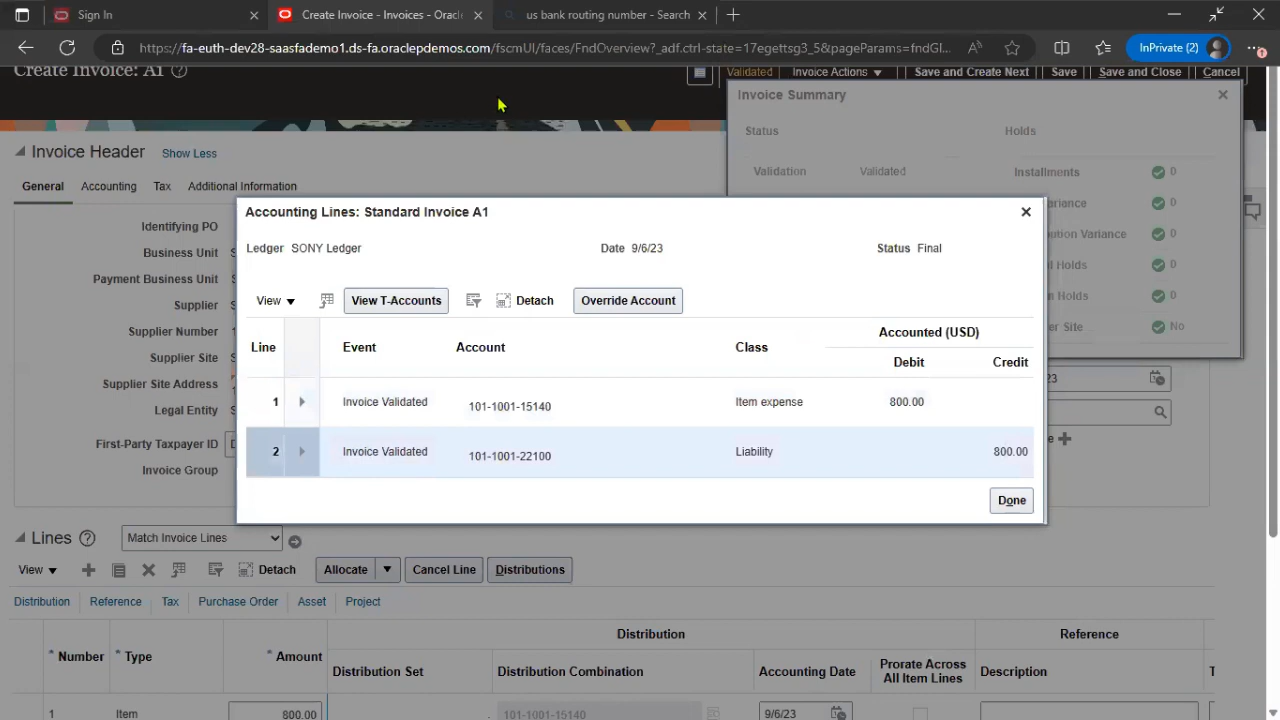 Sign In
Create Invoice - Invoices - Oracl
us bank routing number - Search
https://fa-euth-dev28-saasfademo1.ds-fa.oraclepdemos.com/fscmUI/faces/FndOverview?_adf.ctrl-state=17egettsg3_5&pageParams=fndGl...
InPrivate (2)
Create Invoice: A1
Validated
Invoice Actions
Save and Create Next
Save
Save and Close
Cancel
Invoice Summary
Status
Holds
Validation
Validated
Installments
0
ariance
0
ution Variance
0
l Holds
0
n Holds
0
er Site
No
Invoice Header
Show Less
General
Accounting
Tax
Additional Information
Identifying PO
Business Unit
Payment Business Unit
Supplier
Supplier Number
Supplier Site
Supplier Site Address
Legal Entity
First-Party Taxpayer ID
Invoice Group
Accounting Lines: Standard Invoice A1
Ledger SONY Ledger
Date 9/6/23
Status Final
View
View T-Accounts
Detach
Override Account
Line
Event
Account
Class
Accounted (USD)
Debit
Credit
1
Invoice Validated
101-1001-15140
Item expense
800.00
2
Invoice Validated
101-1001-22100
Liability
800.00
Done
Lines
Match Invoice Lines
View
Detach
Allocate
Cancel Line
Distributions
Distribution
Reference
Tax
Purchase Order
Asset
Project
Distribution
Reference
* Number
* Type
* Amount
Distribution Set
Distribution Combination
Accounting Date
Prorate Across
All Item Lines
Description
1
Item
800.00
101-1001-15140
9/6/23